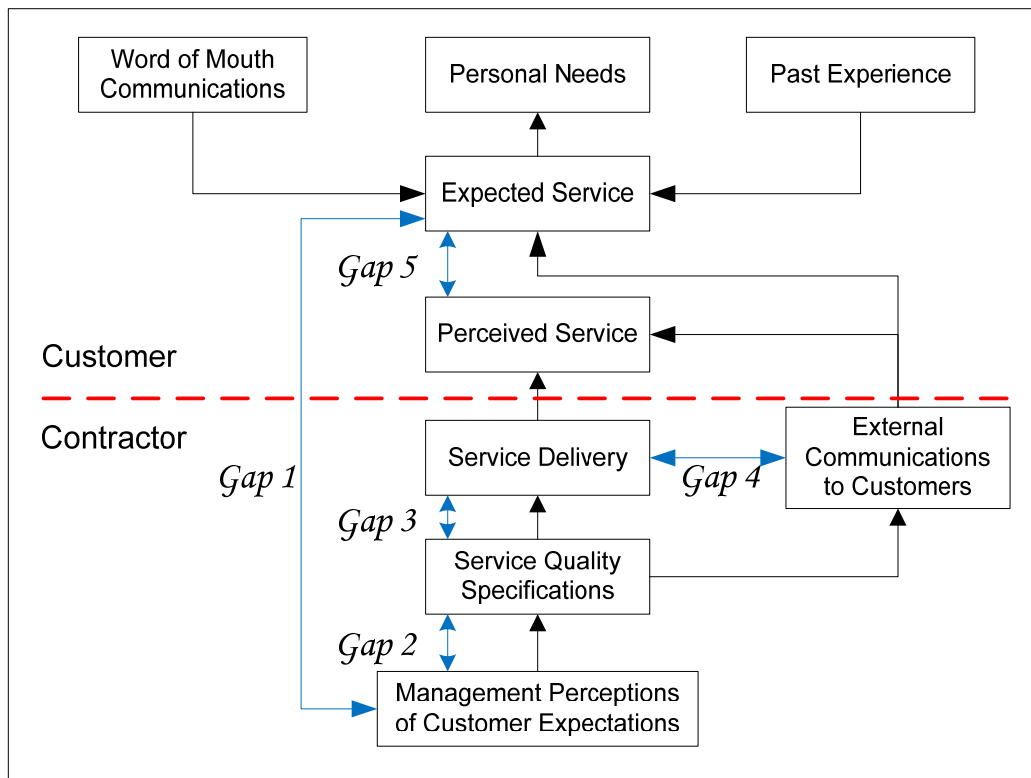 Word of Mouth
Communications
Personal Needs
Past Experience
Expected Service
Gap 5
Perceived Service
Customer
Contractor
Gap 1
Service Delivery
Gap 4
External
Communications
to Customers
Gap 3
Service Quality
Specifications
Gap 2
Management Perceptions
of Customer Expectations